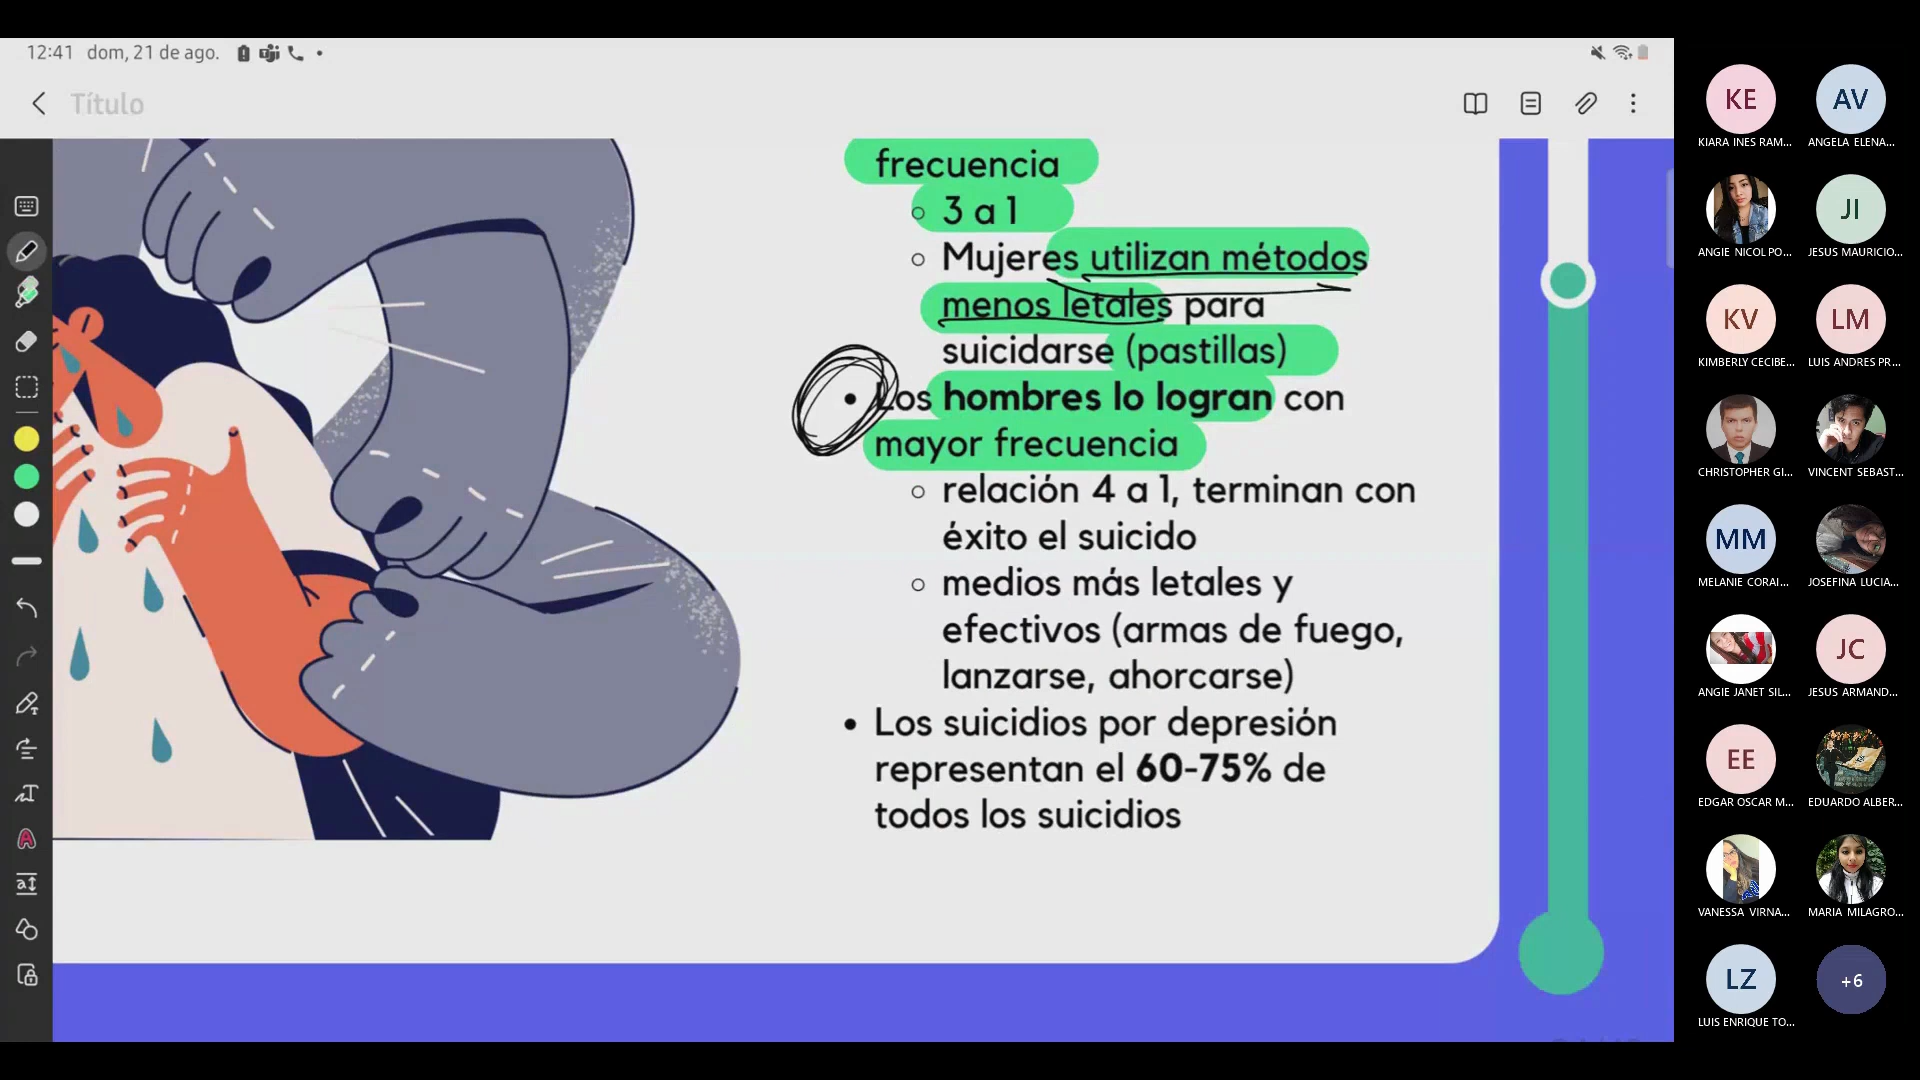 12:41 dom, 21 de ago.
Título
frecuencia
3 a 1
Mujeres utilizan métodos
menos letales para
suicidarse (pastillas)
Los hombres lo logran con
mayor frecuencia
relación 4 a 1, terminan con
éxito el suicido
medios más letales y
efectivos (armas de fuego,
lanzarse, ahorcarse)
Los suicidios por depresión
representan el 60-75% de
todos los suicidios
KE
KIARA INES RAM...
AV
ANGELA ELENA...
ANGIE NICOL PO...
JI
JESUS MAURICIO...
KV
KIMBERLY CECIBE...
LM
LUIS ANDRES PR...
CHRISTOPHER GI...
VINCENT SEBAST...
MM
MELANIE CORAI...
JOSEFINA LUCIA...
ANGIE JANET SIL...
JC
JESUS ARMAND...
EE
EDGAR OSCAR M...
EDUARDO ALBER...
VANESSA VIRNA...
MARIA MILAGRO...
LZ
LUIS ENRIQUE TO...
+6